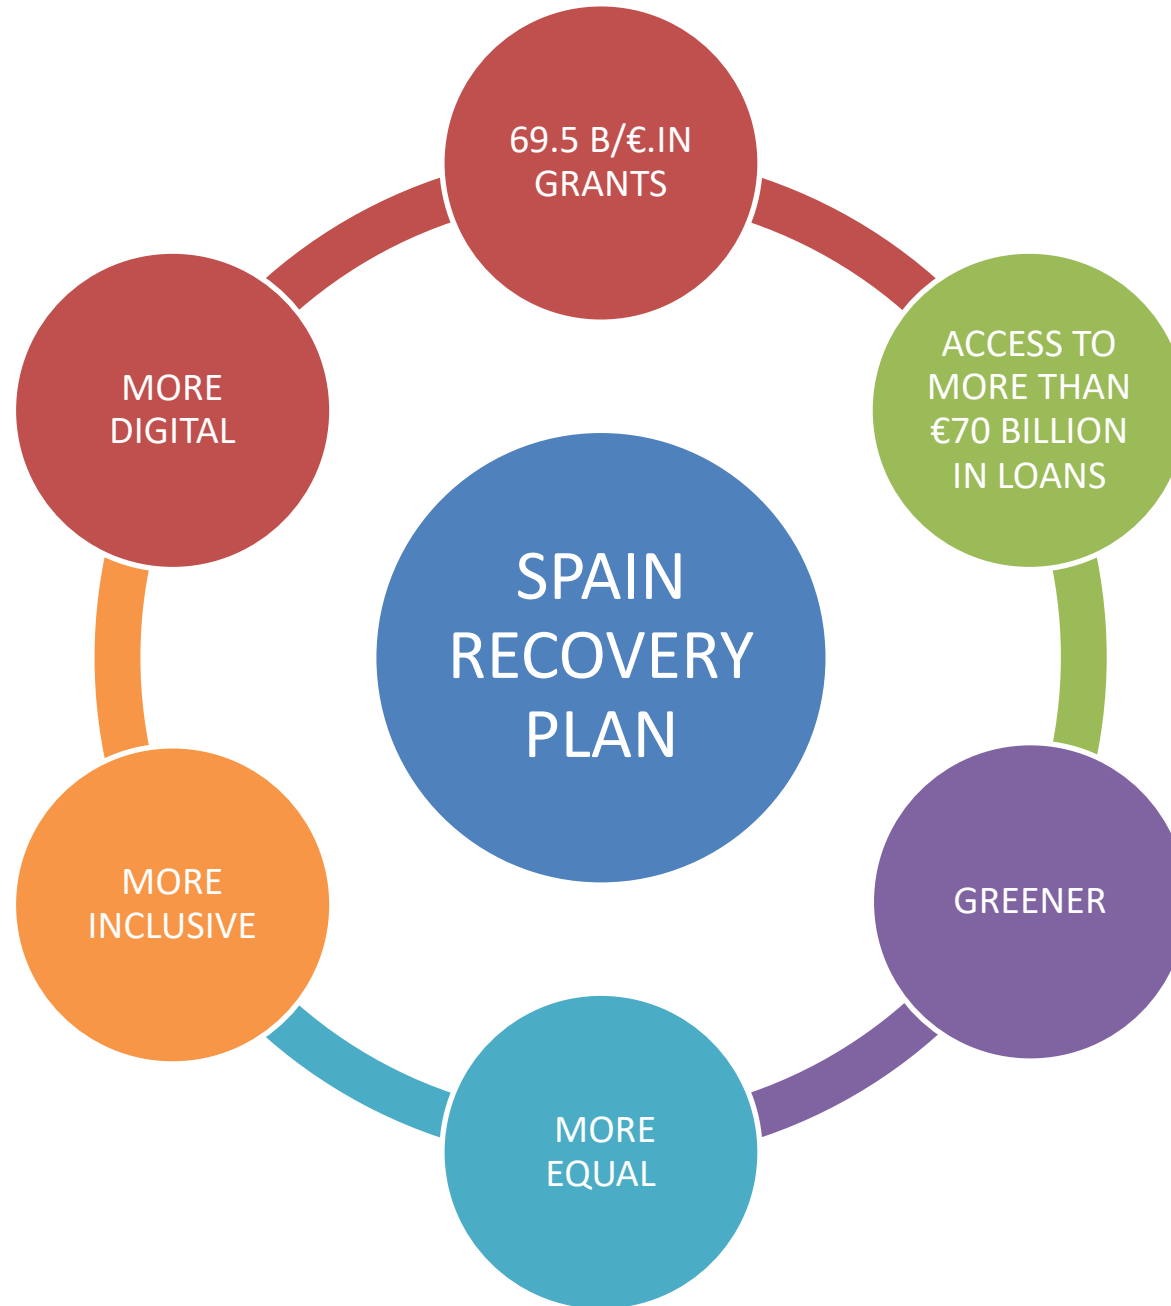 69.5 B/€.IN
GRANTS
ACCESS TO
MORE THAN
€70 BILLION
IN LOANS
GREENER
MORE
EQUAL
MORE
INCLUSIVE
MORE
DIGITAL
SPAIN
RECOVERY
PLAN